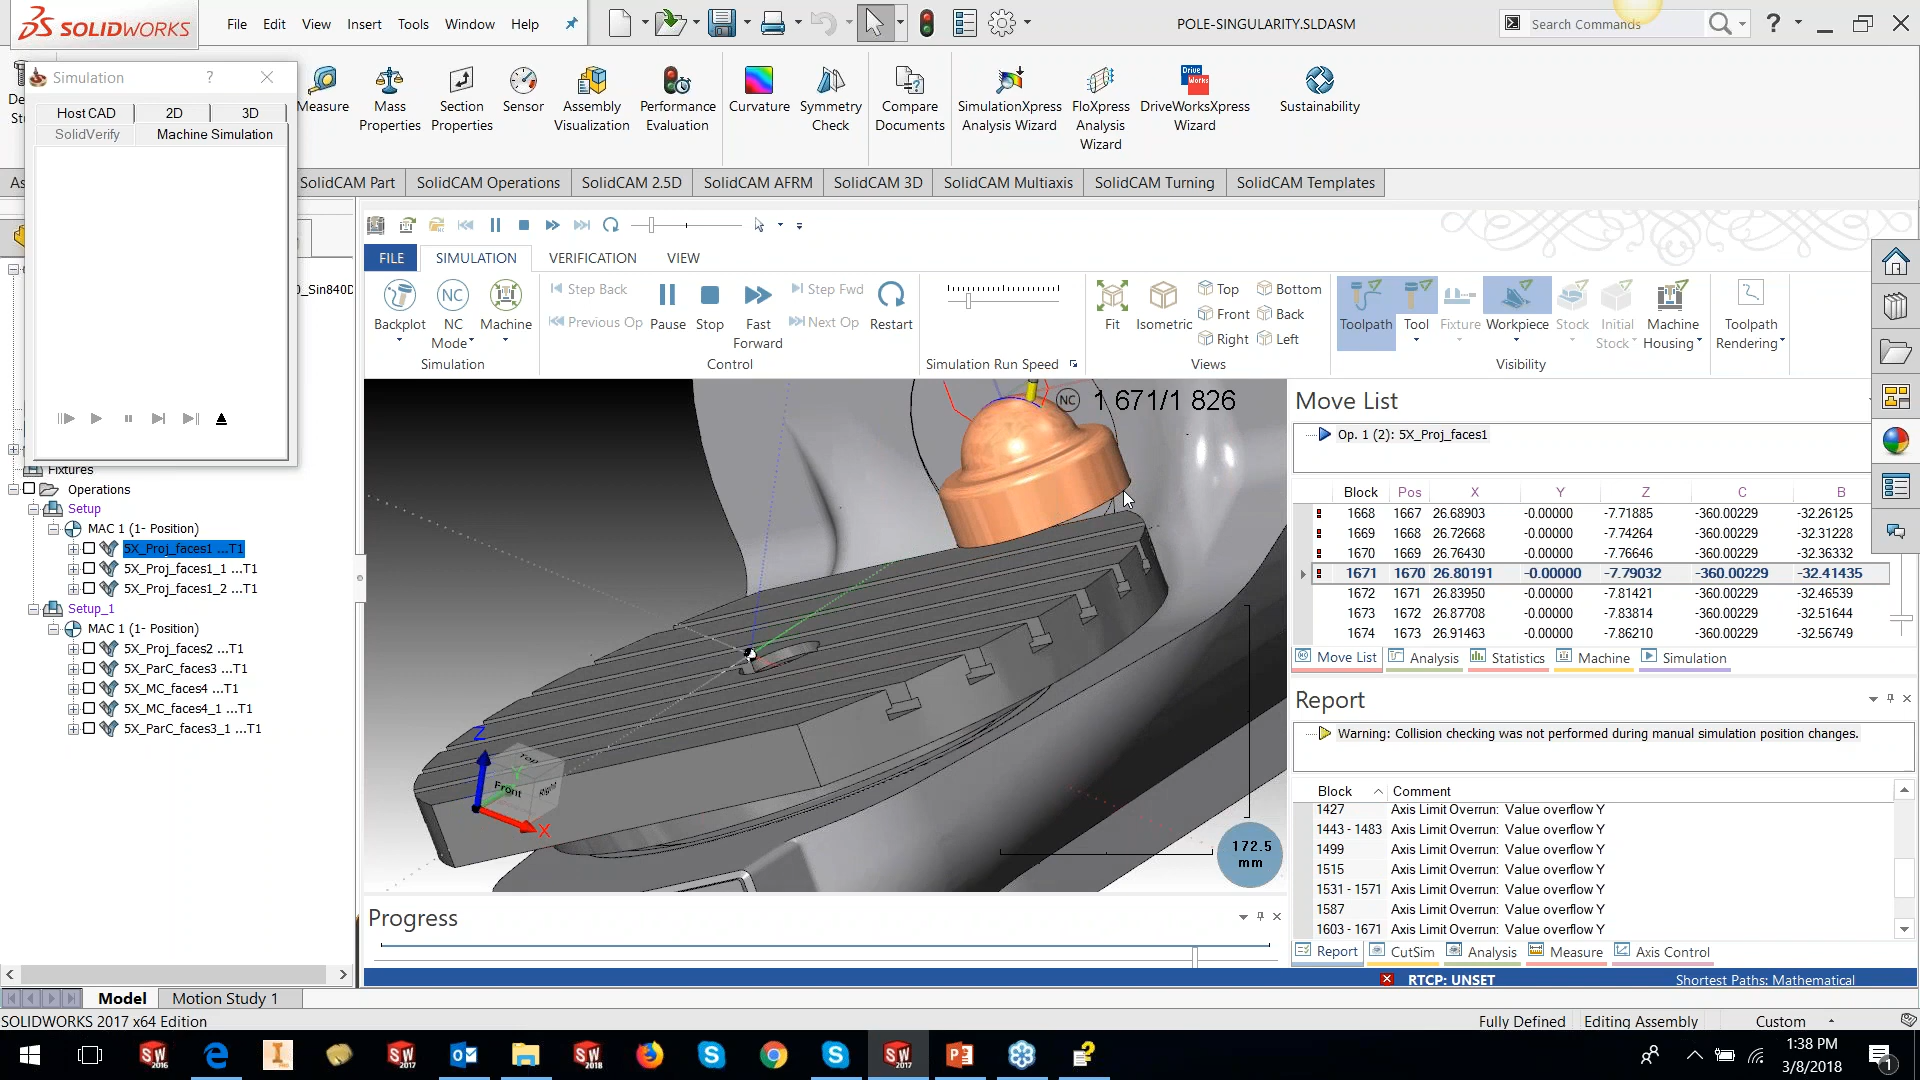 SOLIDWORKS File Edit View Insert Tools Window Help POLE-SINGULARITY.SLDASM Search Commands ?
Simulation ?
HostCAD 2D 3D
SolidVerify Machine Simulation
Measure
Mass Properties
Section Properties
Sensor
Assembly Visualization
Performance Evaluation
Curvature
Symmetry Check
Compare Documents
SimulationXpress Analysis Wizard
FloXpress Analysis Wizard
DriveWorksXpress Wizard
Sustainability
SolidCAM Part SolidCAM Operations SolidCAM 2.5D SolidCAM AFRM SolidCAM 3D SolidCAM Multiaxis SolidCAM Turning SolidCAM Templates
FILE SIMULATION VERIFICATION VIEW
Backplot
NC Mode
Machine
Simulation
Step Back
Previous Op
Pause
Stop
Fast Forward
Step Fwd
Next Op
Restart
Control
Simulation Run Speed
Fit
Isometric
Top Bottom
Front Back
Right Left
Views
Toolpath
Tool
Fixture
Workpiece
Stock
Initial Stock
Machine Housing
Visibility
Toolpath Rendering
0_Sin840D
Fixtures
Operations
Setup
MAC 1 (1- Position)
5X_Proj_faces1 ...T1
5X_Proj_faces1_1 ...T1
5X_Proj_faces1_2 ...T1
Setup_1
MAC 1 (1- Position)
5X_Proj_faces2 ...T1
5X_ParC_faces3 ...T1
5X_MC_faces4 ...T1
5X_MC_faces4_1 ...T1
5X_ParC_faces3_1 ...T1
NC 1 671/1 826
Z
Y
X
Top
Front
Right
172.5
mm
Progress
Move List
Op. 1 (2): 5X_Proj_faces1
Block Pos X Y Z C B
1668 1667 26.68903 -0.00000 -7.71885 -360.00229 -32.26125
1669 1668 26.72668 -0.00000 -7.74264 -360.00229 -32.31228
1670 1669 26.76430 -0.00000 -7.76646 -360.00229 -32.36332
1671 1670 26.80191 -0.00000 -7.79032 -360.00229 -32.41435
1672 1671 26.83950 -0.00000 -7.81421 -360.00229 -32.46539
1673 1672 26.87708 -0.00000 -7.83814 -360.00229 -32.51644
1674 1673 26.91463 -0.00000 -7.86210 -360.00229 -32.56749
Move List Analysis Statistics Machine Simulation
Report
Warning: Collision checking was not performed during manual simulation position changes.
Block Comment
1427 Axis Limit Overrun: Value overflow Y
1443 - 1483 Axis Limit Overrun: Value overflow Y
1499 Axis Limit Overrun: Value overflow Y
1515 Axis Limit Overrun: Value overflow Y
1531 - 1571 Axis Limit Overrun: Value overflow Y
1587 Axis Limit Overrun: Value overflow Y
1603 - 1671 Axis Limit Overrun: Value overflow Y
Report CutSim Analysis Measure Axis Control
RTCP: UNSET Shortest Paths: Mathematical
Model Motion Study 1
SOLIDWORKS 2017 x64 Edition Fully Defined Editing Assembly Custom
1:38 PM
3/8/2018
1